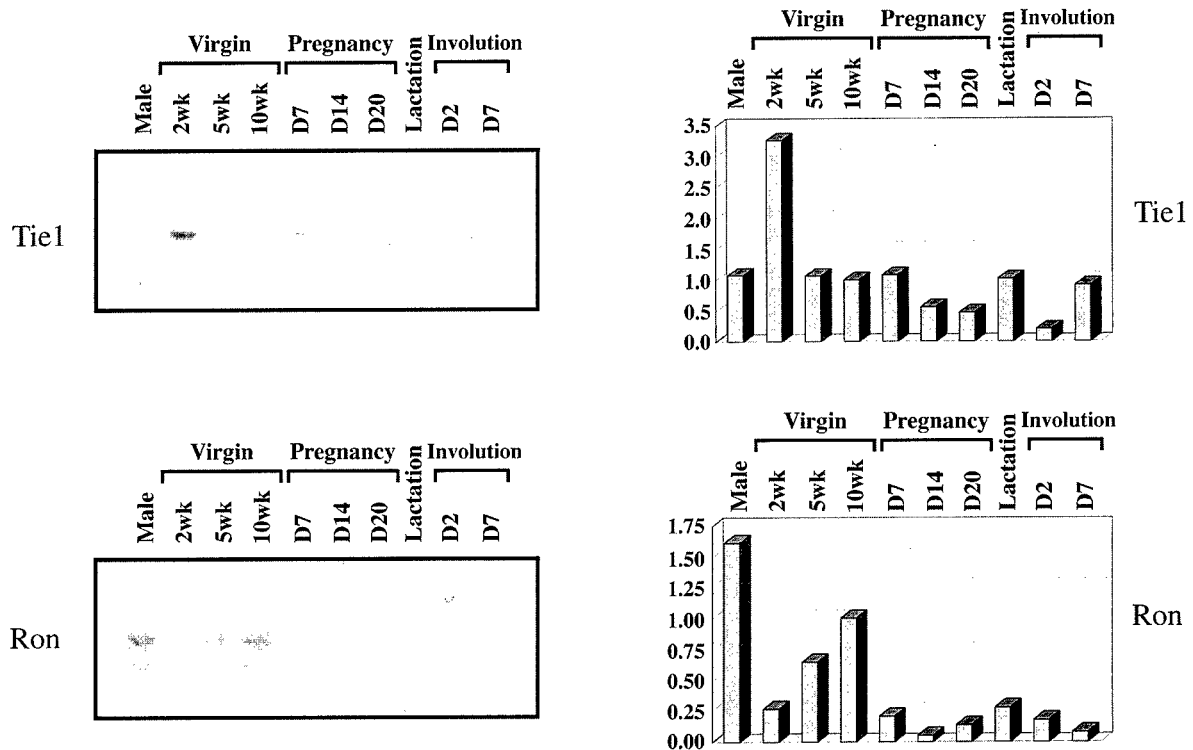 Virgin Pregnancy Lactation Involution
Male 2wk 5wk 10wk D7 D14 D20 D2 D7
Tie1
Virgin Pregnancy Lactation Involution
Male 2wk 5wk 10wk D7 D14 D20 D2 D7
3.5
3.0
2.5
2.0
1.5
1.0
0.5
0.0
Tie1
Virgin Pregnancy Lactation Involution
Male 2wk 5wk 10wk D7 D14 D20 D2 D7
Ron
Virgin Pregnancy Lactation Involution
Male 2wk 5wk 10wk D7 D14 D20 D2 D7
1.75
1.50
1.25
1.00
0.75
0.50
0.25
0.00
Ron